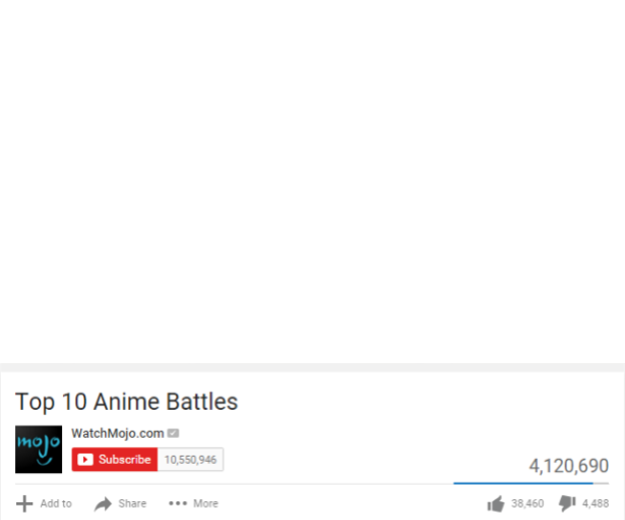 Top 10 Anime Battles
mojo
WatchMojo.com
Subscribe 10,550,946
4,120,690
Add to Share More 38,460 4,488